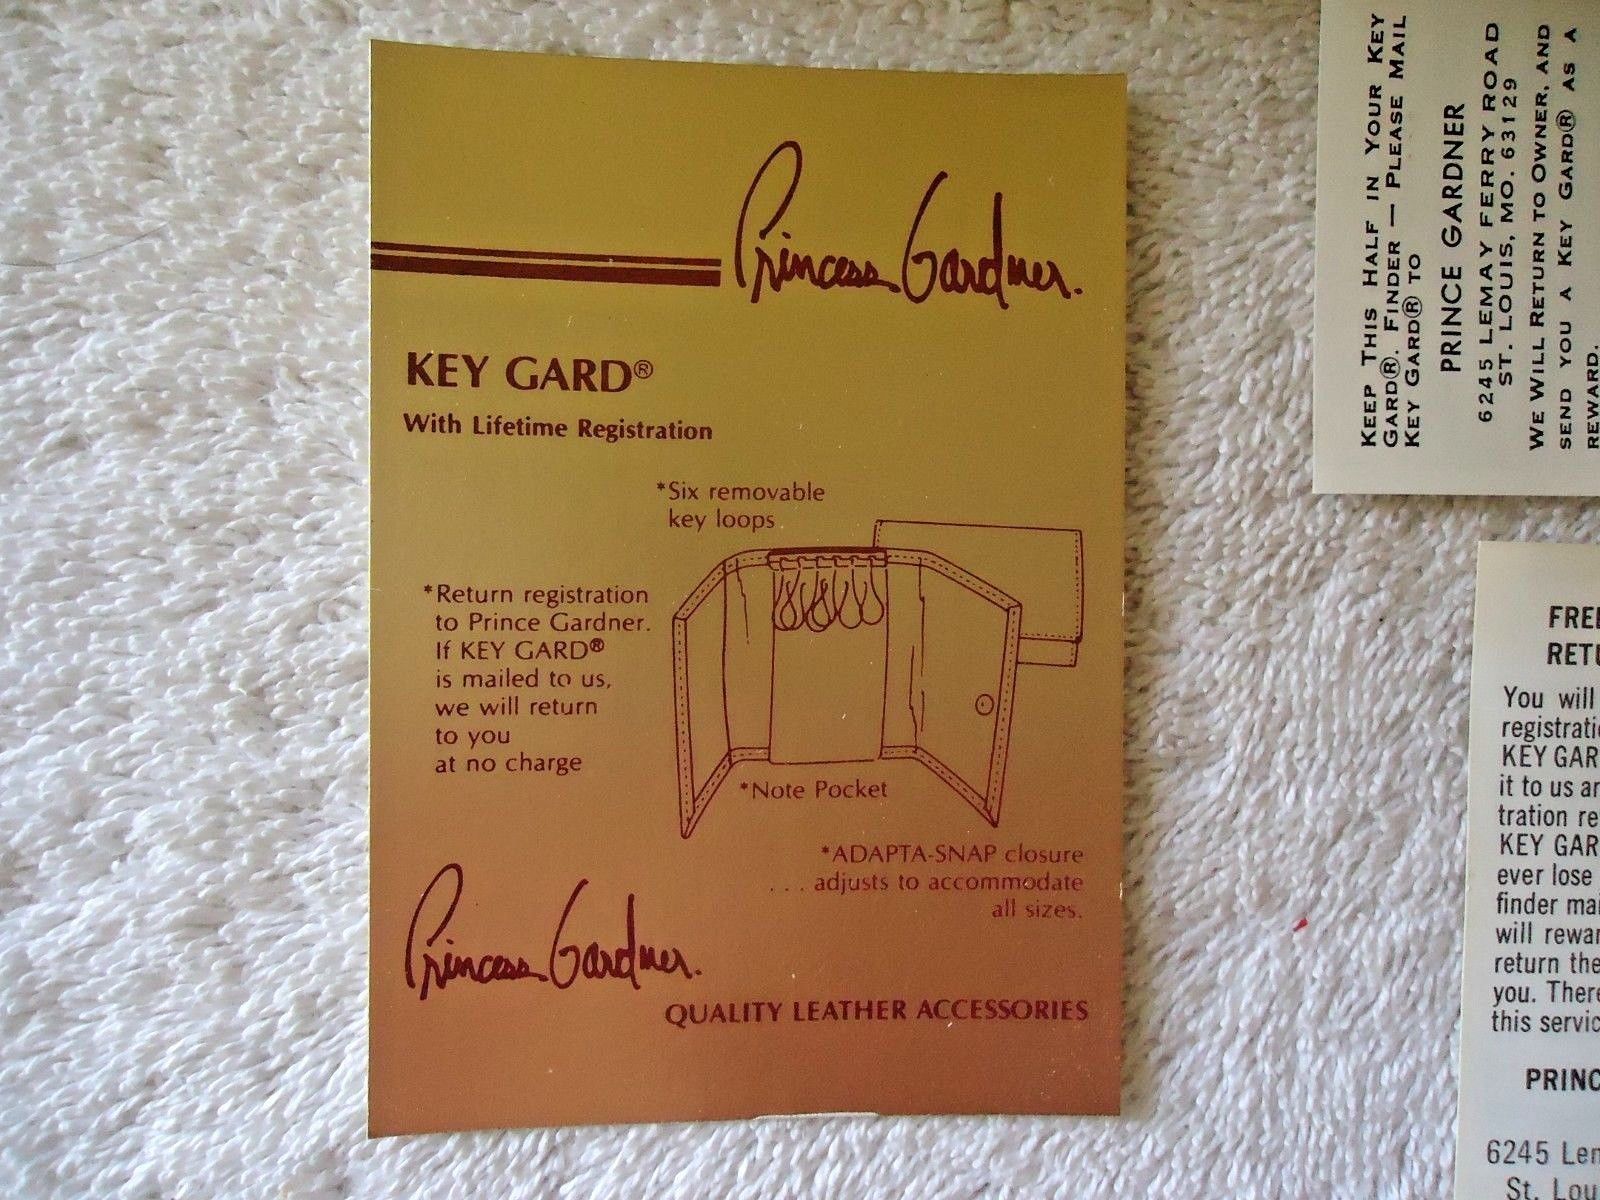 Princess Gardner.
KEY GARD®
With Lifetime Registration
*Six removable
key loops
*Return registration
to Prince Gardner.
If KEY GARD®
is mailed to us,
we will return
to you
at no charge
*Note Pocket
*ADAPTA-SNAP closure
... adjusts to accommodate
all sizes.
Princess Gardner.
QUALITY LEATHER ACCESSORIES
KEEP THIS HALF IN YOUR KEY
GARD®. FINDER — PLEASE MAIL
KEY GARD® TO
PRINCE GARDNER
6245 LEMAY FERRY ROAD
ST. LOUIS, MO. 63129
WE WILL RETURN TO OWNER, AND
SEND YOU A KEY GARD® AS A
REWARD.
You will
KEY GAR
it to us
tration
KEY GAR
ever lose
finder
will
return the
you.
this
PRINC
6245
St.